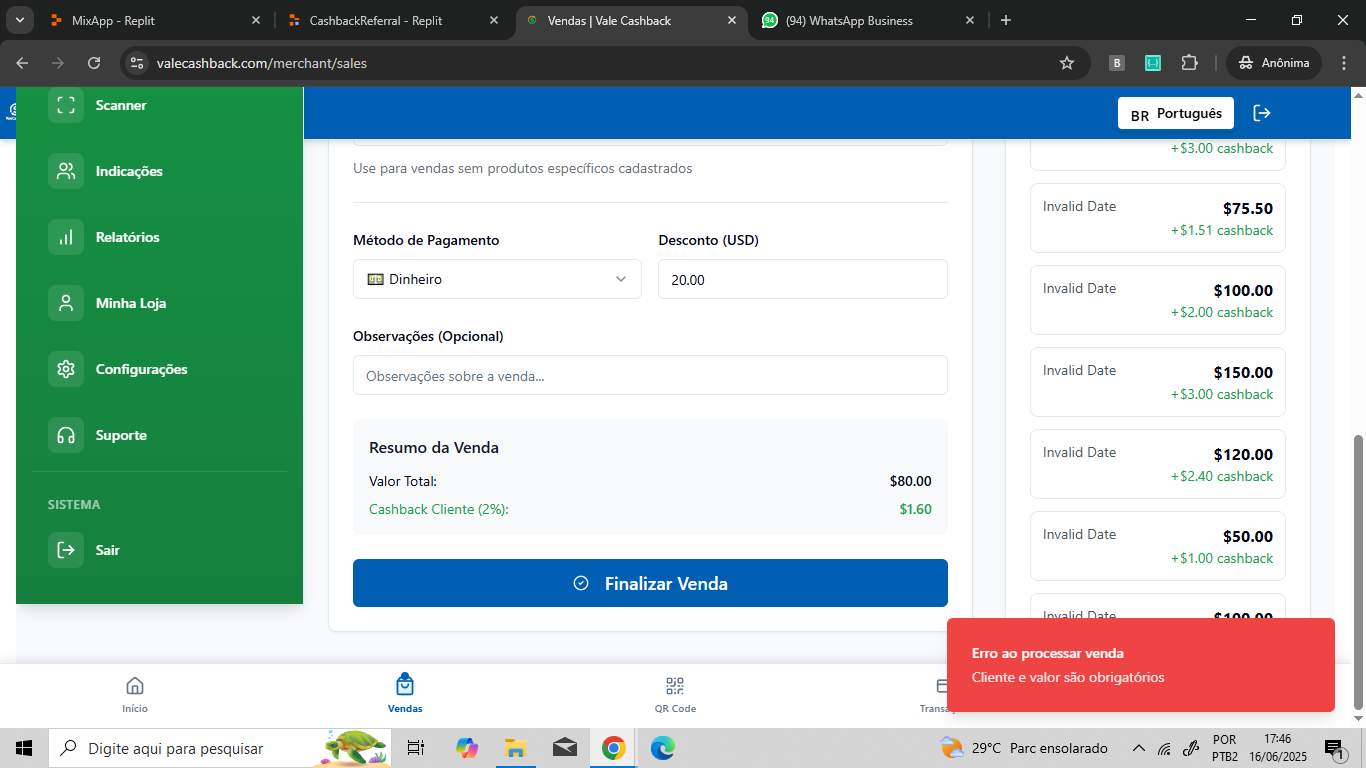 MixApp - Replit
CashbackReferral - Replit
Vendas | Vale Cashback
94
(94) WhatsApp Business
valecashback.com/merchant/sales
B
Anônima
BR Português
Scanner
Indicações
Relatórios
Minha Loja
Configurações
Suporte
SISTEMA
Sair
Use para vendas sem produtos específicos cadastrados
Método de Pagamento
Desconto (USD)
Dinheiro
20.00
Observações (Opcional)
Observações sobre a venda...
Resumo da Venda
Valor Total:
$80.00
Cashback Cliente (2%):
$1.60
Finalizar Venda
+$3.00 cashback
Invalid Date
$75.50
+$1.51 cashback
Invalid Date
$100.00
+$2.00 cashback
Invalid Date
$150.00
+$3.00 cashback
Invalid Date
$120.00
+$2.40 cashback
Invalid Date
$50.00
+$1.00 cashback
Invalid Date
$100.00
Erro ao processar venda
Cliente e valor são obrigatórios
Início
Vendas
QR Code
Digite aqui para pesquisar
29°C Parc ensolarado
POR
PTB2
17:46
16/06/2025
1